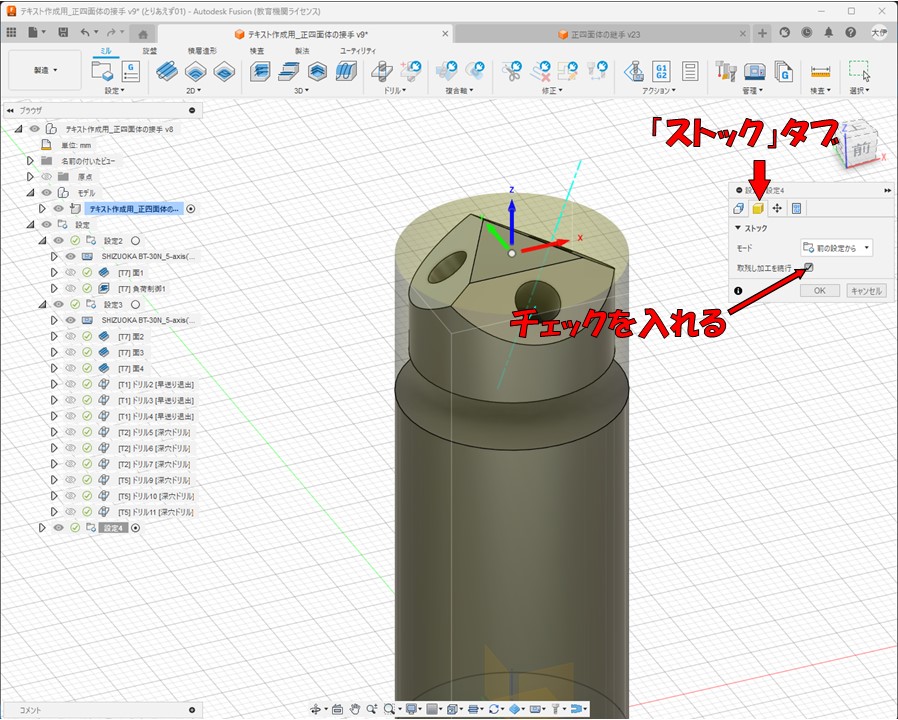 テキスト作成用_正四面体の接手 v9* (とりあえず01) - Autodesk Fusion (教育機関ライセンス)
テキスト作成用_正四面体の接手 v9*
正四面体の継手 v23
大伊
製造
ミル
旋盤
積層造形
検査
製法
ユーティリティ
G1
G2
設定
2D
3D
ドリル
複合軸
修正
アクション
管理
検査
選択
ブラウザ
テキスト作成用_正四面体の接手 v8
単位: mm
名前の付いたビュー
原点
モデル
テキスト作成用_正四面体の...
設定
設定2
SHIZUOKA BT-30N_5-axis(...
[T7] 面1
[T7] 負荷制御1
設定3
SHIZUOKA BT-30N_5-axis(...
[T7] 面2
[T7] 面3
[T7] 面4
[T1] ドリル2 [早送り退出]
[T1] ドリル3 [早送り退出]
[T1] ドリル4 [早送り退出]
[T2] ドリル5 [深穴ドリル]
[T2] ドリル6 [深穴ドリル]
[T2] ドリル7 [深穴ドリル]
[T5] ドリル9 [深穴ドリル]
[T5] ドリル10 [深穴ドリル]
[T5] ドリル11 [深穴ドリル]
設定4
「ストック」タブ
Z
前
X
設定4
ストック
モード
前の設定から
取残し加工を続行
OK
キャンセル
チェックを入れる
Z
X
コメント